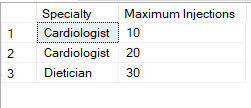 Specialty Maximum Injections
1 Cardiologist 10
2 Cardiologist 20
3 Dietician 30